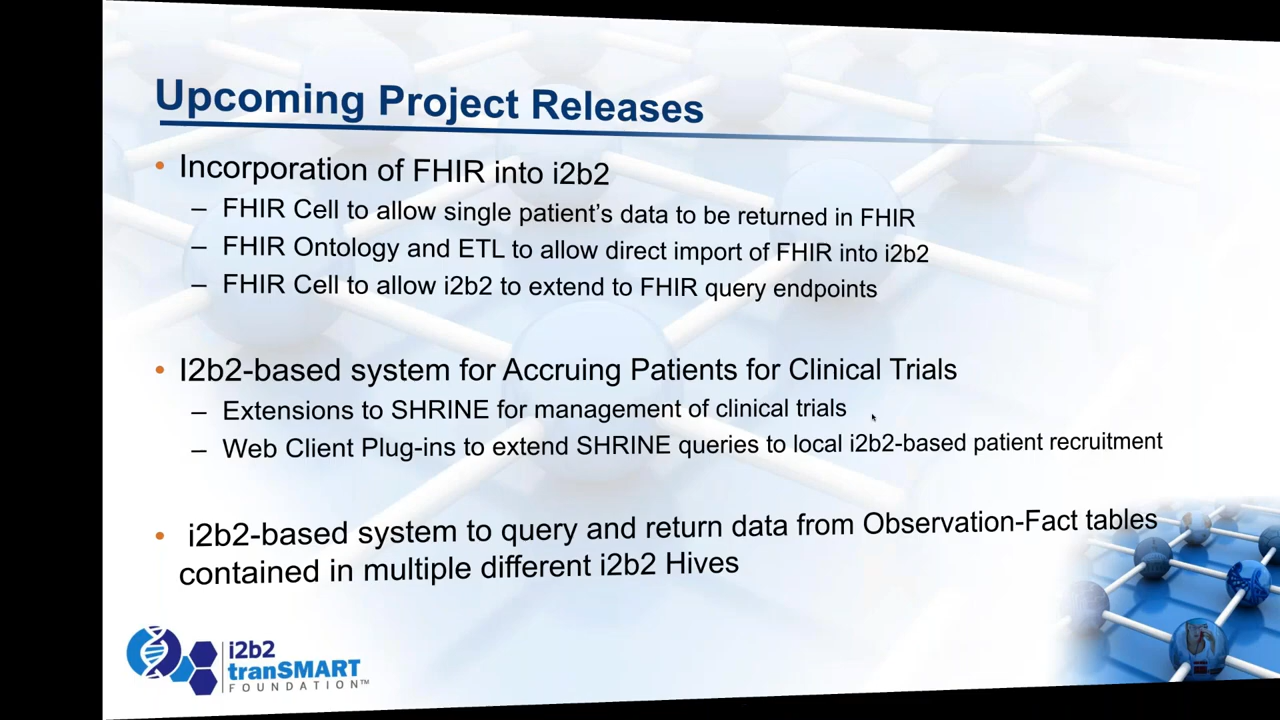 Upcoming Project Releases
• Incorporation of FHIR into i2b2
– FHIR Cell to allow single patient's data to be returned in FHIR
– FHIR Ontology and ETL to allow direct import of FHIR into i2b2
– FHIR Cell to allow i2b2 to extend to FHIR query endpoints
• I2b2-based system for Accruing Patients for Clinical Trials
– Extensions to SHRINE for management of clinical trials
– Web Client Plug-ins to extend SHRINE queries to local i2b2-based patient recruitment
• i2b2-based system to query and return data from Observation-Fact tables
contained in multiple different i2b2 Hives
i2b2
tranSMART
FOUNDATION™